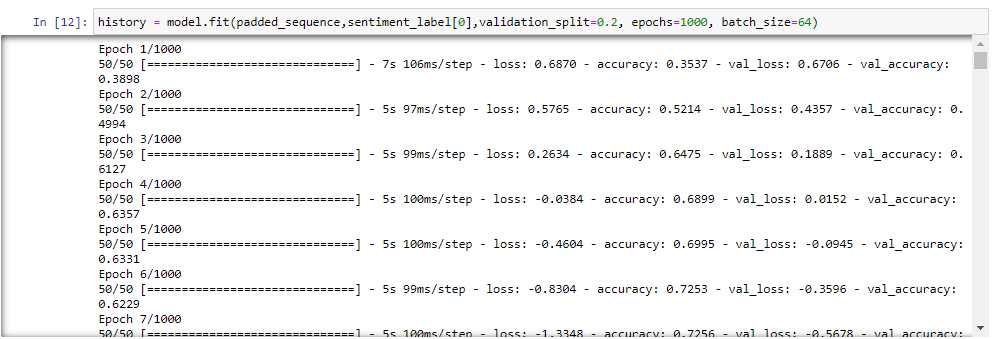 In [12]: history = model.fit(padded_sequence,sentiment_label[0],validation_split=0.2, epochs=1000, batch_size=64)
Epoch 1/1000
50/50 [==============================] - 7s 106ms/step - loss: 0.6870 - accuracy: 0.3537 - val_loss: 0.6706 - val_accuracy:
0.3898
Epoch 2/1000
50/50 [==============================] - 5s 97ms/step - loss: 0.5765 - accuracy: 0.5214 - val_loss: 0.4357 - val_accuracy: 0.
4994
Epoch 3/1000
50/50 [==============================] - 5s 99ms/step - loss: 0.2634 - accuracy: 0.6475 - val_loss: 0.1889 - val_accuracy: 0.
6127
Epoch 4/1000
50/50 [==============================] - 5s 100ms/step - loss: -0.0384 - accuracy: 0.6899 - val_loss: 0.0152 - val_accuracy:
0.6357
Epoch 5/1000
50/50 [==============================] - 5s 100ms/step - loss: -0.4604 - accuracy: 0.6995 - val_loss: -0.0945 - val_accuracy:
0.6331
Epoch 6/1000
50/50 [==============================] - 5s 99ms/step - loss: -0.8304 - accuracy: 0.7253 - val_loss: -0.3596 - val_accuracy:
0.6229
Epoch 7/1000
50/50 [==============================] - 5s 100ms/step - loss: -1.3348 - accuracy: 0.7256 - val_loss: -0.5678 - val_accuracy: